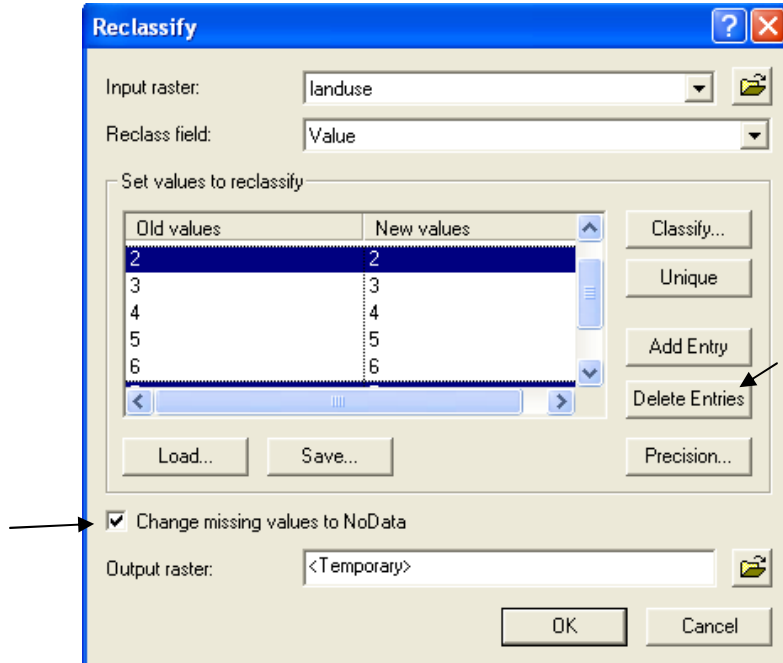 Reclassify
Input raster: landuse
Reclass field: Value
Set values to reclassify
Old values New values Classify...
2 2
3 3 Unique
4 4
5 5 Add Entry
6 6
Delete Entries
Load... Save... Precision...
Change missing values to NoData
Output raster: <Temporary>
OK Cancel